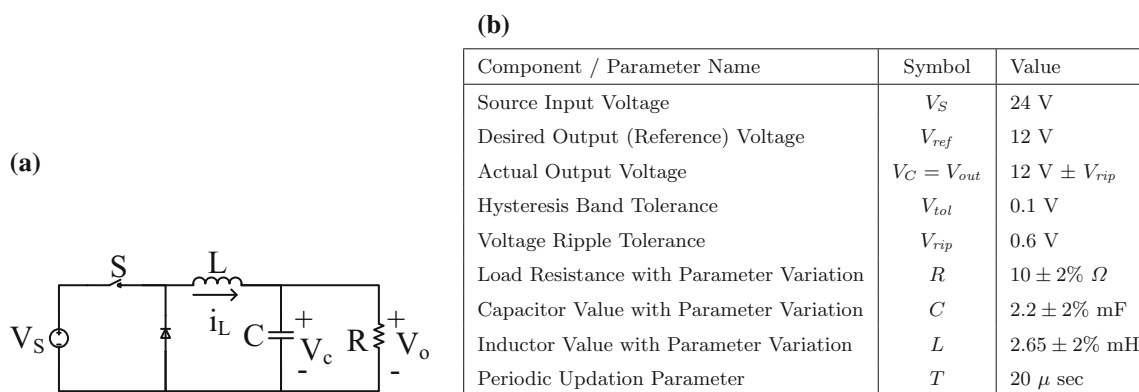 (a)
S
L
i_L
V_S
C
+
V_c
-
R
+
V_o
-
(b)
Component / Parameter Name Symbol Value
Source Input Voltage V_S 24 V
Desired Output (Reference) Voltage V_ref 12 V
Actual Output Voltage V_C = V_out 12 V ± V_rip
Hysteresis Band Tolerance V_tol 0.1 V
Voltage Ripple Tolerance V_rip 0.6 V
Load Resistance with Parameter Variation R 10 ± 2% Ω
Capacitor Value with Parameter Variation C 2.2 ± 2% mF
Inductor Value with Parameter Variation L 2.65 ± 2% mH
Periodic Updation Parameter T 20 μ sec